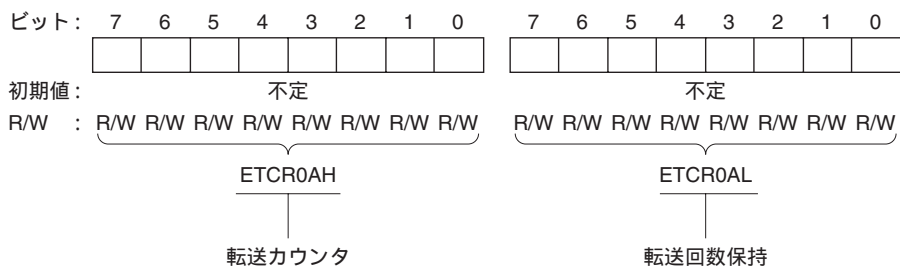 ビット : 7 6 5 4 3 2 1 0 7 6 5 4 3 2 1 0
初期値 : 不定 不定
R/W : R/W R/W R/W R/W R/W R/W R/W R/W R/W R/W R/W R/W R/W R/W R/W R/W
ETCR0AH ETCR0AL
転送カウンタ 転送回数保持